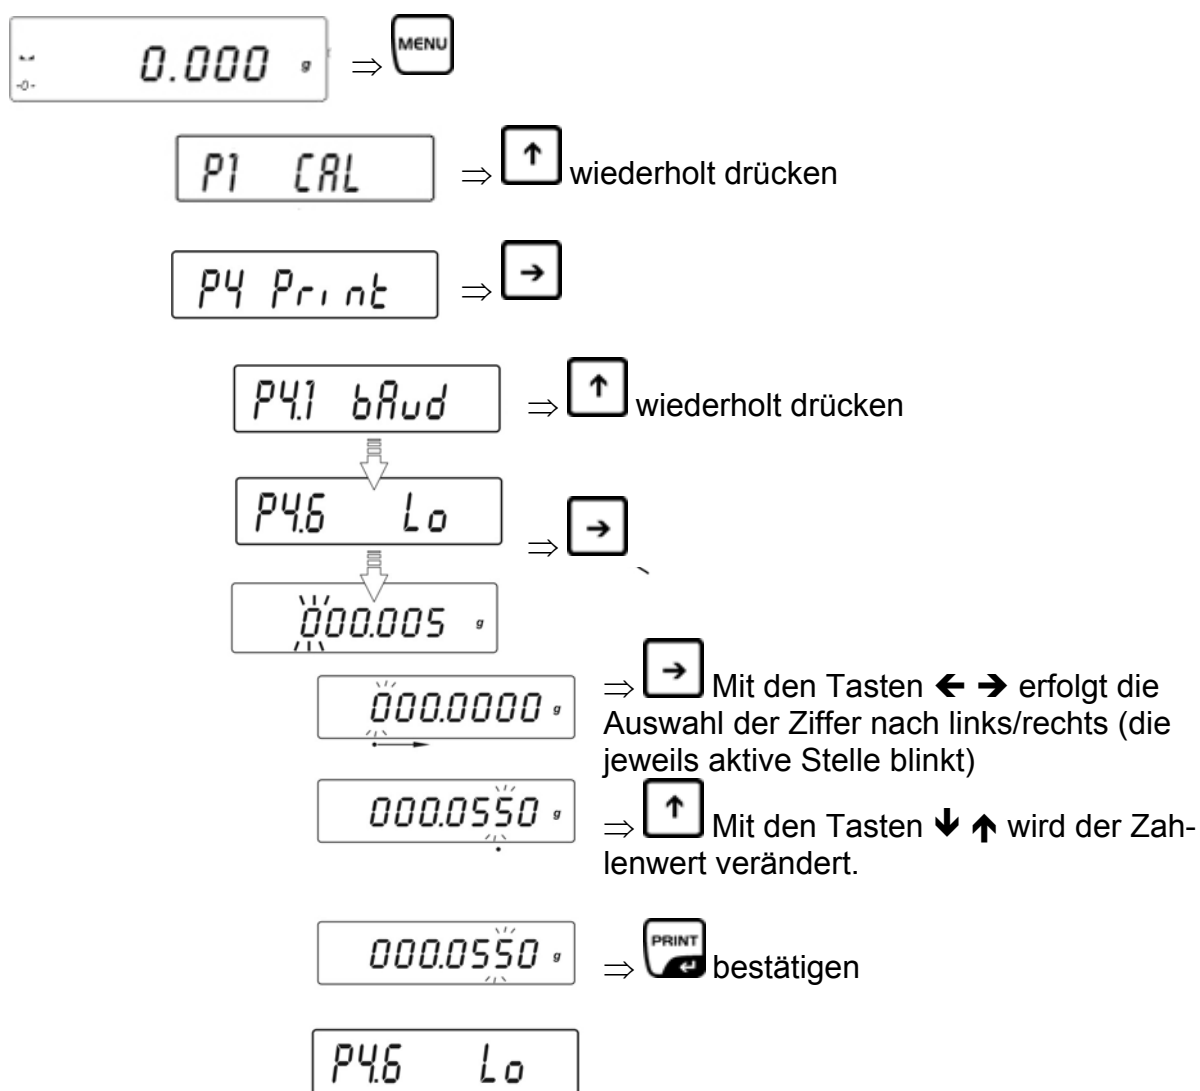 -0- 0.000 g ⇒ MENU
P1 CAL ⇒ ↑ wiederholt drücken
P4 Print ⇒ →
P4.1 bAud ⇒ ↑ wiederholt drücken
P4.6 Lo ⇒ →
000.005 g
000.0000 g ⇒ → Mit den Tasten ← → erfolgt die
Auswahl der Ziffer nach links/rechts (die
jeweils aktive Stelle blinkt)
000.0550 g ⇒ ↑ Mit den Tasten ↓ ↑ wird der Zah-
lenwert verändert.
000.0550 g ⇒ PRINT bestätigen
P4.6 Lo